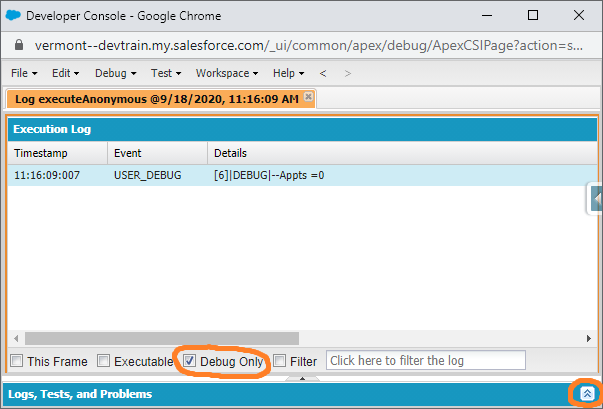 Developer Console - Google Chrome
vermont--devtrain.my.salesforce.com/_ui/common/apex/debug/ApexCSIPage?action=s...
File Edit Debug Test Workspace Help < >
Log executeAnonymous @9/18/2020, 11:16:09 AM
Execution Log
Timestamp Event Details
11:16:09:007 USER_DEBUG [6]|DEBUG|--Appts =0
This Frame Executable Debug Only Filter Click here to filter the log
Logs, Tests, and Problems